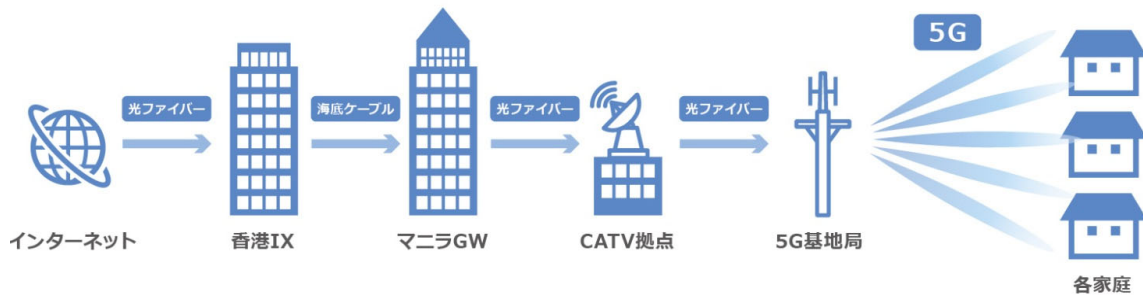 5G
光ファイバー
海底ケーブル
光ファイバー
光ファイバー
インターネット
香港IX
マニラGW
CATV拠点
5G基地局
各家庭